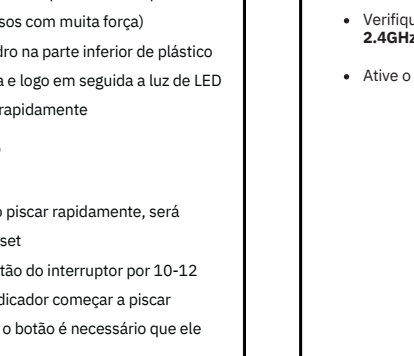 sos com muita força)
dro na parte inferior de plástico
a e logo em seguida a luz de LED
rapidamente
o piscar rapidamente, será
set
tão do interruptor por 10-12
dicador começar a piscar
o botão é necessário que ele
• Verifiqu
2.4GHz
• Ative o